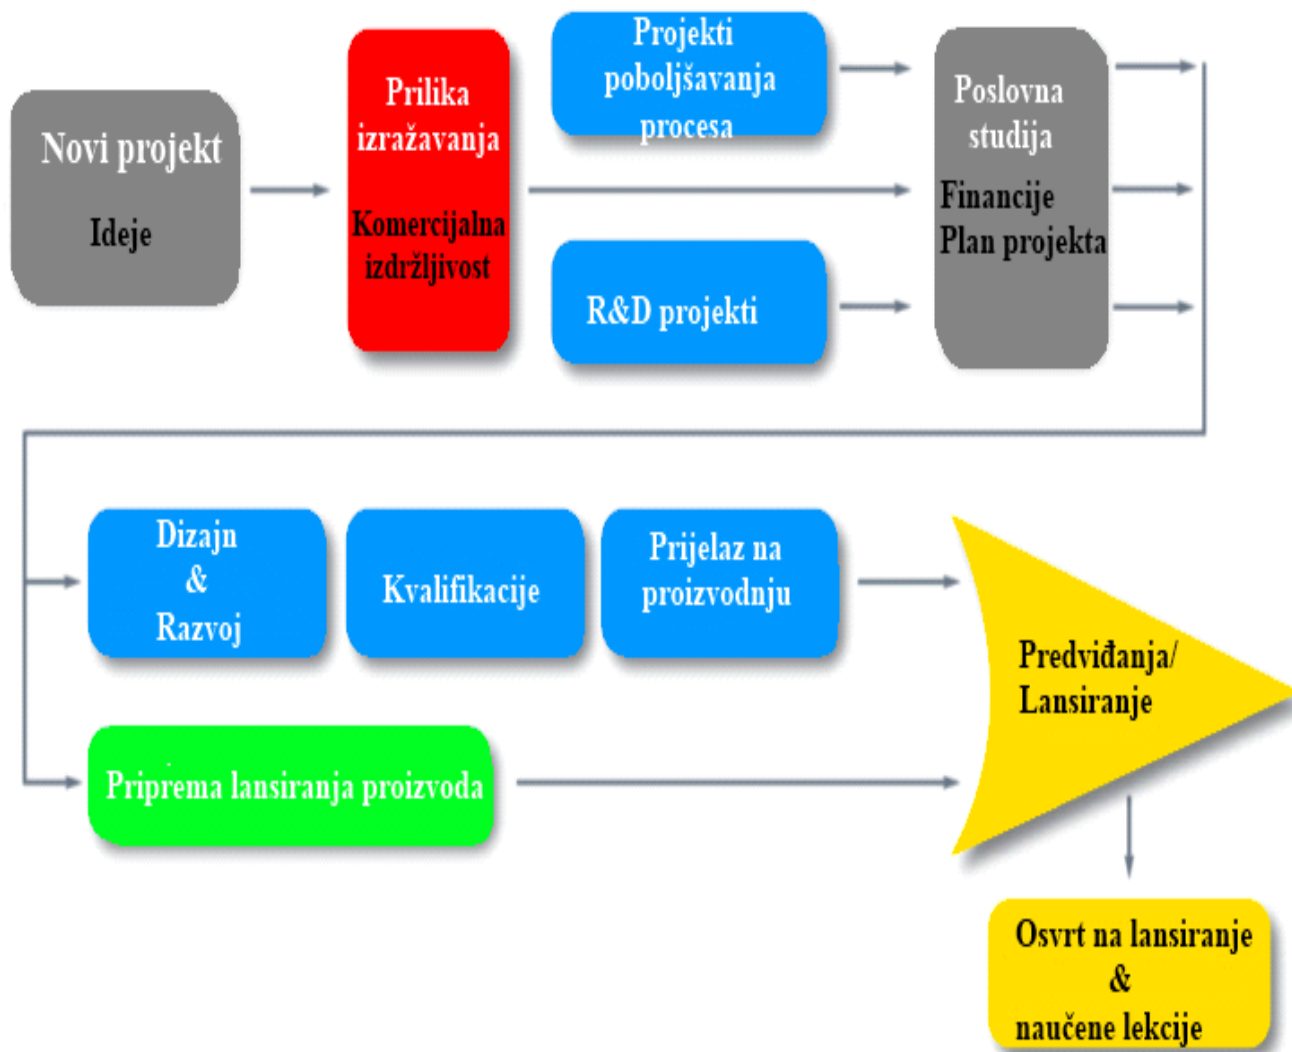 Novi projekt
Ideje
Prilika
izražavanja
Komercijalna
izdržljivost
Projekti
poboljšavanja
procesa
R&D projekti
Poslovna
studija
Financije
Plan projekta
Dizajn
&
Razvoj
Kvalifikacije
Prijelaz na
proizvodnju
Priprema lansiranja proizvoda
Predviđanja/
Lansiranje
Osvrt na lansiranje
&
naučene lekcije